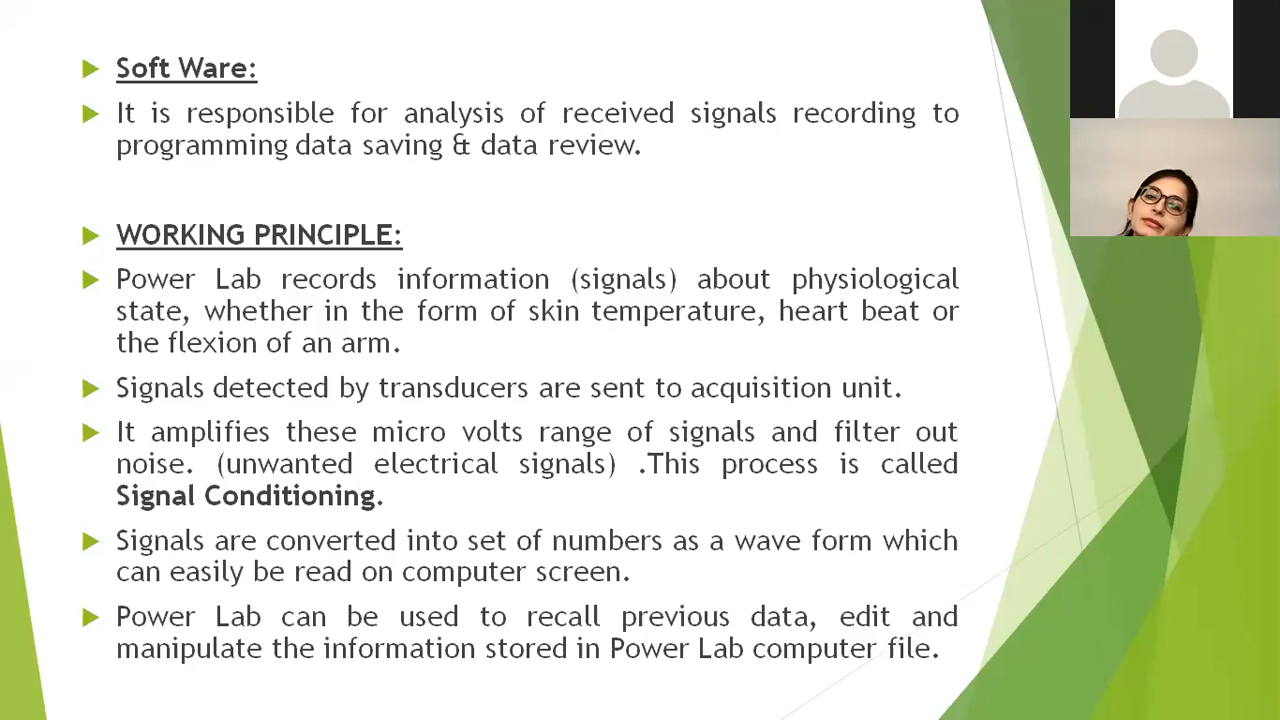 Soft Ware:
It is responsible for analysis of received signals recording to
programming data saving & data review.
WORKING PRINCIPLE:
Power Lab records information (signals) about physiological
state, whether in the form of skin temperature, heart beat or
the flexion of an arm.
Signals detected by transducers are sent to acquisition unit.
It amplifies these micro volts range of signals and filter out
noise. (unwanted electrical signals) .This process is called
Signal Conditioning.
Signals are converted into set of numbers as a wave form which
can easily be read on computer screen.
Power Lab can be used to recall previous data, edit and
manipulate the information stored in Power Lab computer file.